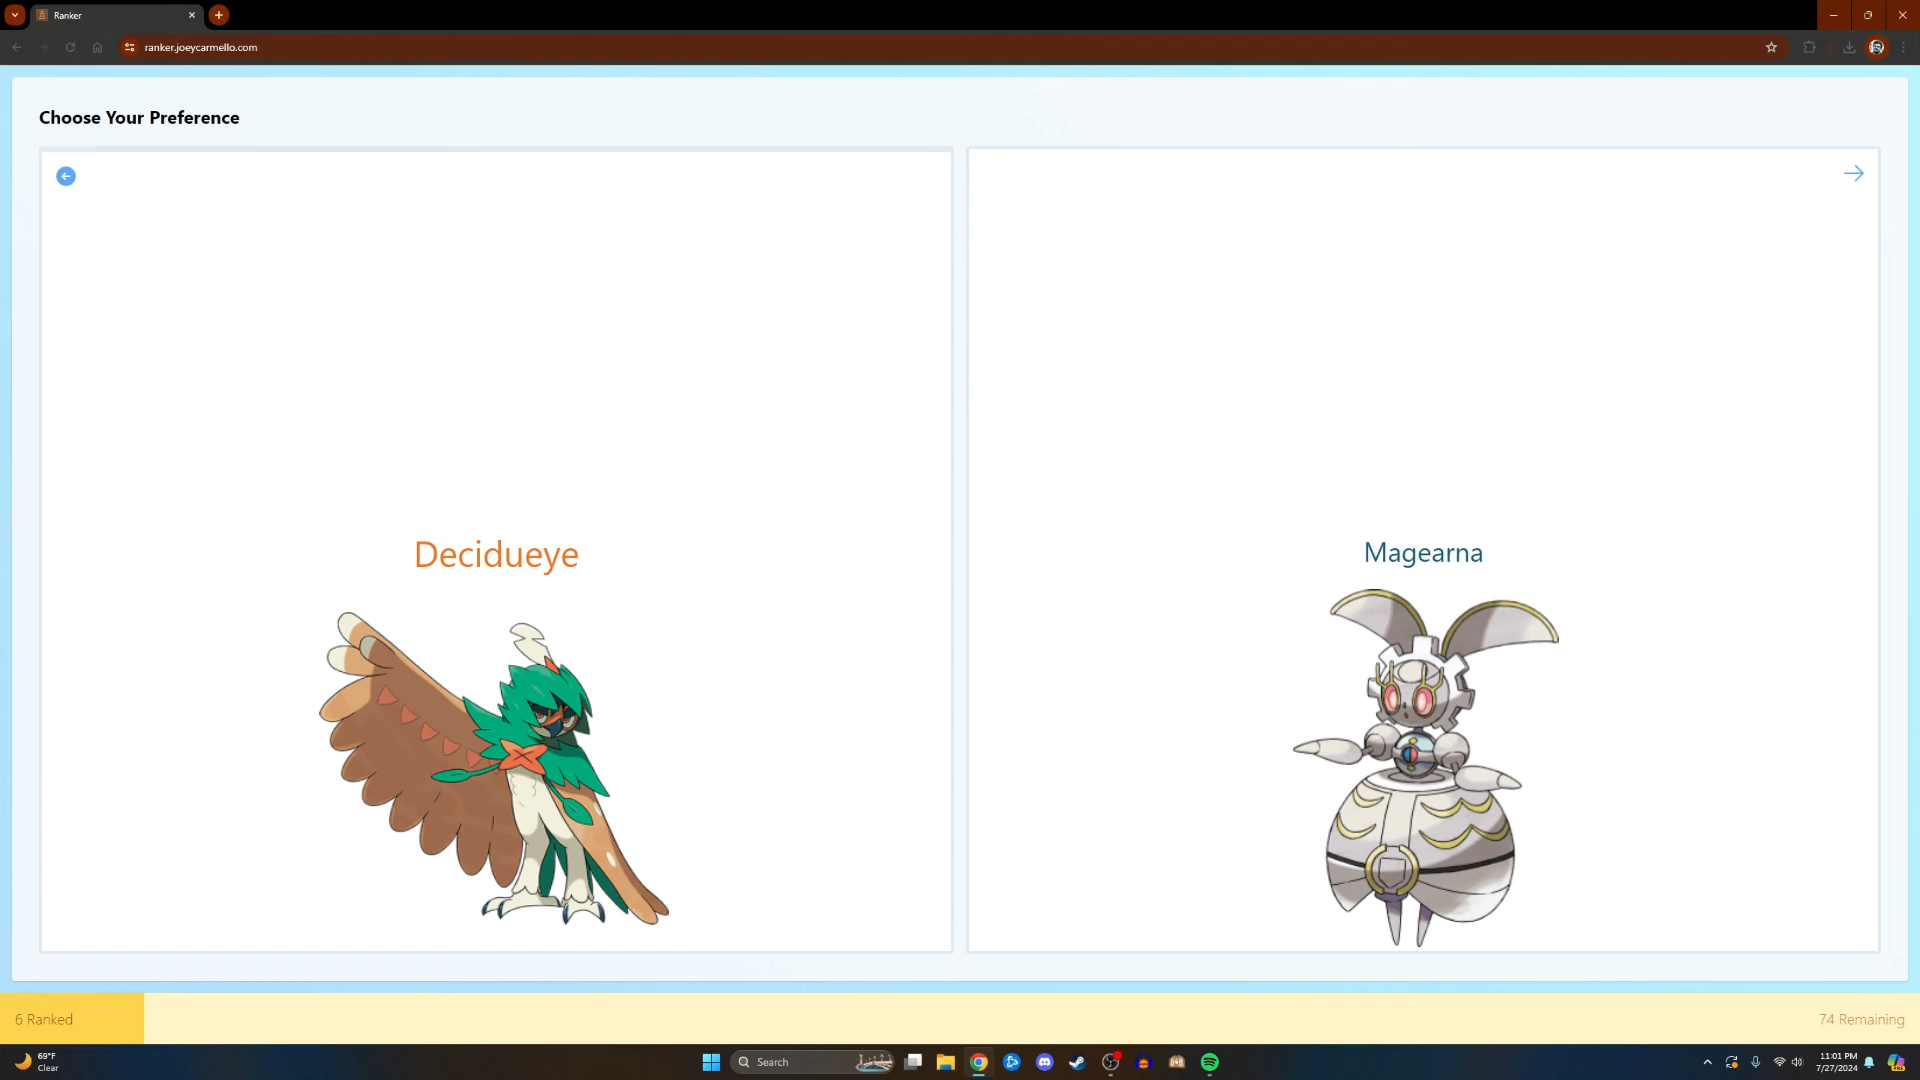 Ranker
ranker.joeycarmello.com
Choose Your Preference
Decidueye
Magearna
6 Ranked
74 Remaining
69°F
Clear
Search
11:01 PM
7/27/2024